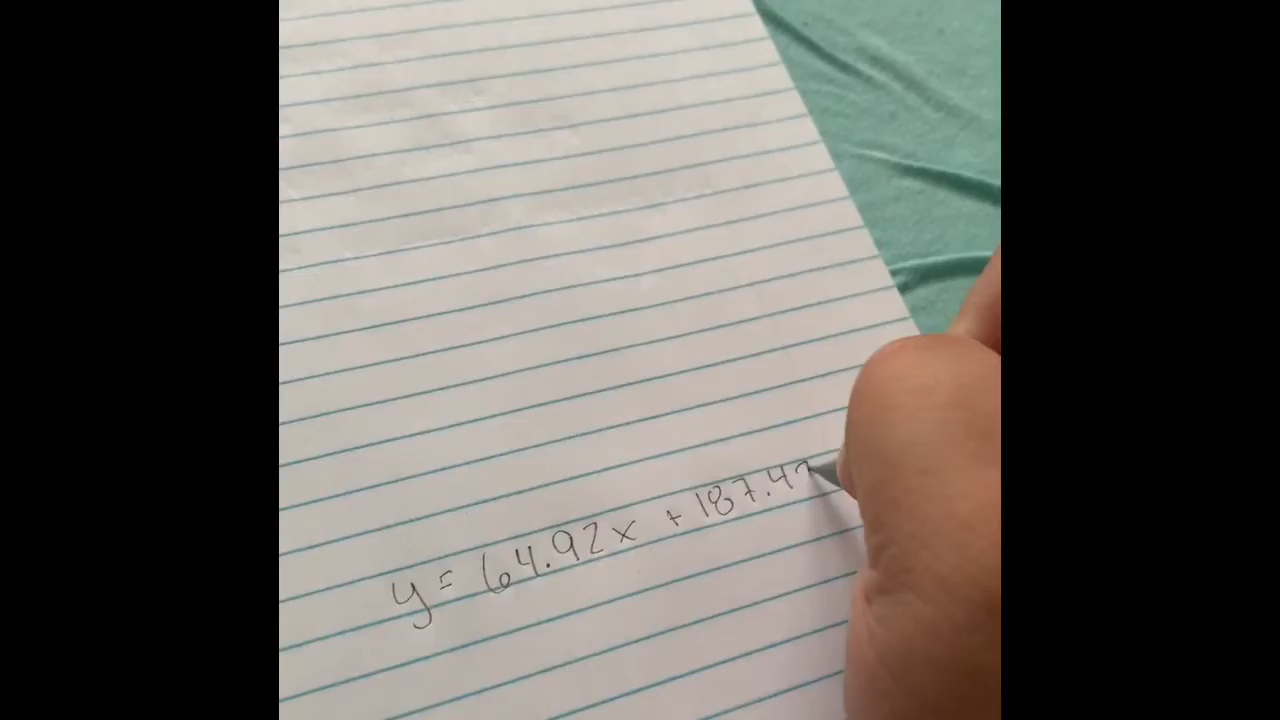 y = 64.92x + 187.4